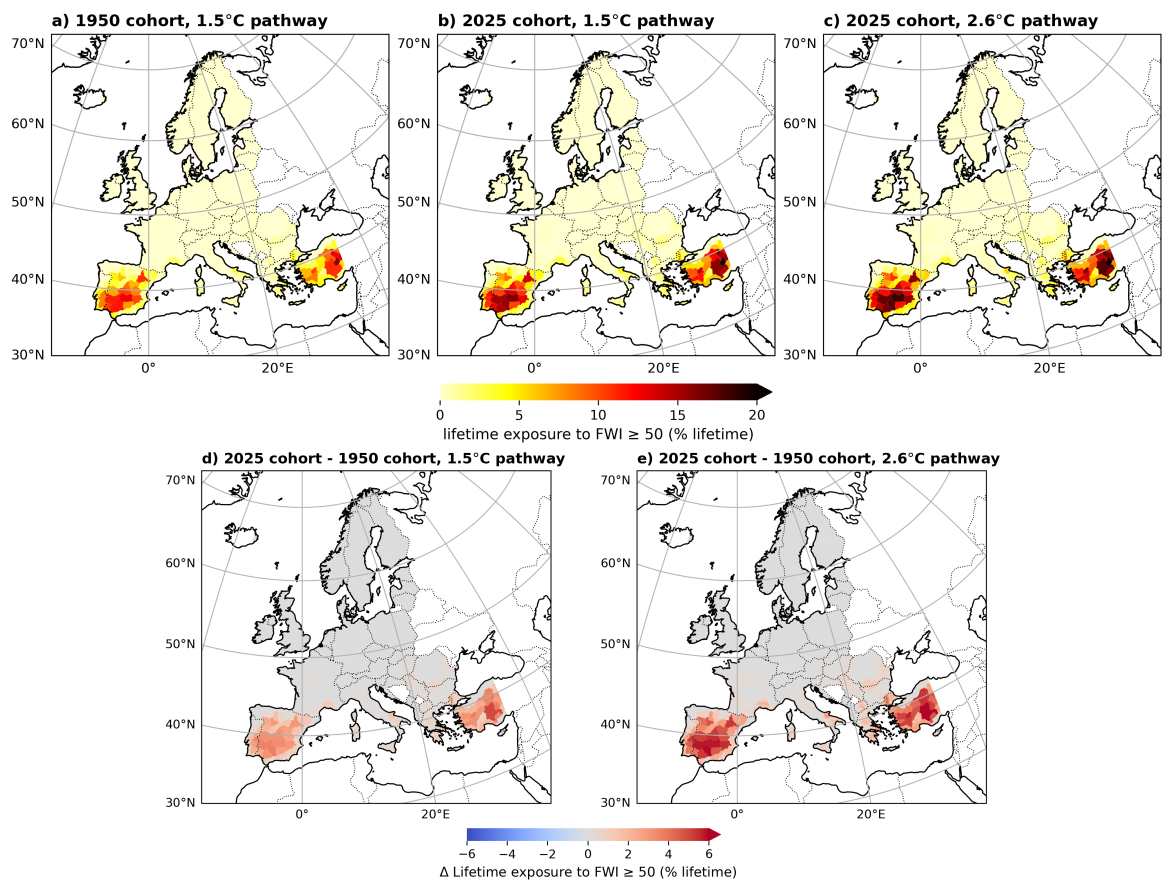 a) 1950 cohort, 1.5°C pathway
b) 2025 cohort, 1.5°C pathway
c) 2025 cohort, 2.6°C pathway
70°N
60°N
50°N
40°N
30°N
0°
20°E
70°N
60°N
50°N
40°N
30°N
0°
20°E
70°N
60°N
50°N
40°N
30°N
0°
20°E
0 5 10 15 20
lifetime exposure to FWI ≥ 50 (% lifetime)
d) 2025 cohort - 1950 cohort, 1.5°C pathway
e) 2025 cohort - 1950 cohort, 2.6°C pathway
70°N
60°N
50°N
40°N
30°N
0°
20°E
70°N
60°N
50°N
40°N
30°N
0°
20°E
−6 −4 −2 0 2 4 6
Δ Lifetime exposure to FWI ≥ 50 (% lifetime)